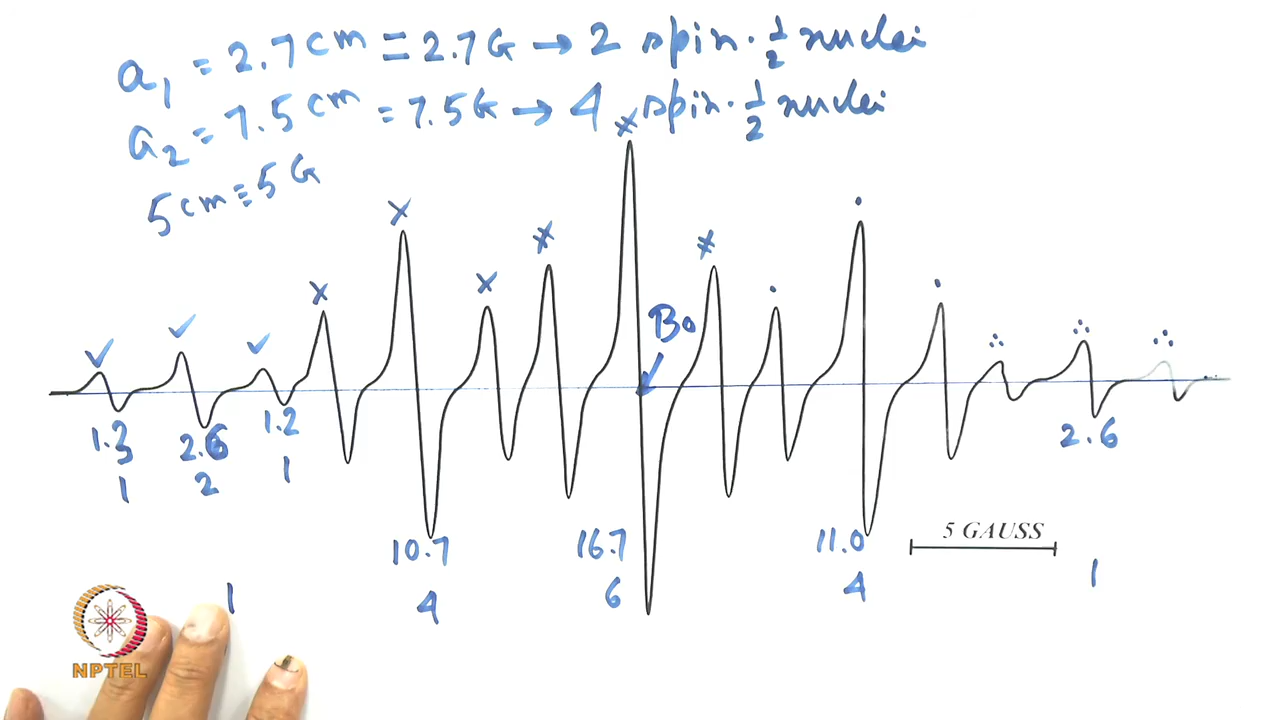 a₁ = 2.7 cm ≡ 2.7 G → 2 spin-½ nuclei
a₂ = 7.5 cm = 7.5 G → 4 spin-½ nuclei
5 cm ≡ 5 G
B₀
1.3 2.6 1.2 2.6
1 2 1
5 GAUSS
10.7 16.7 11.0
4 6 4
1 1
NPTEL